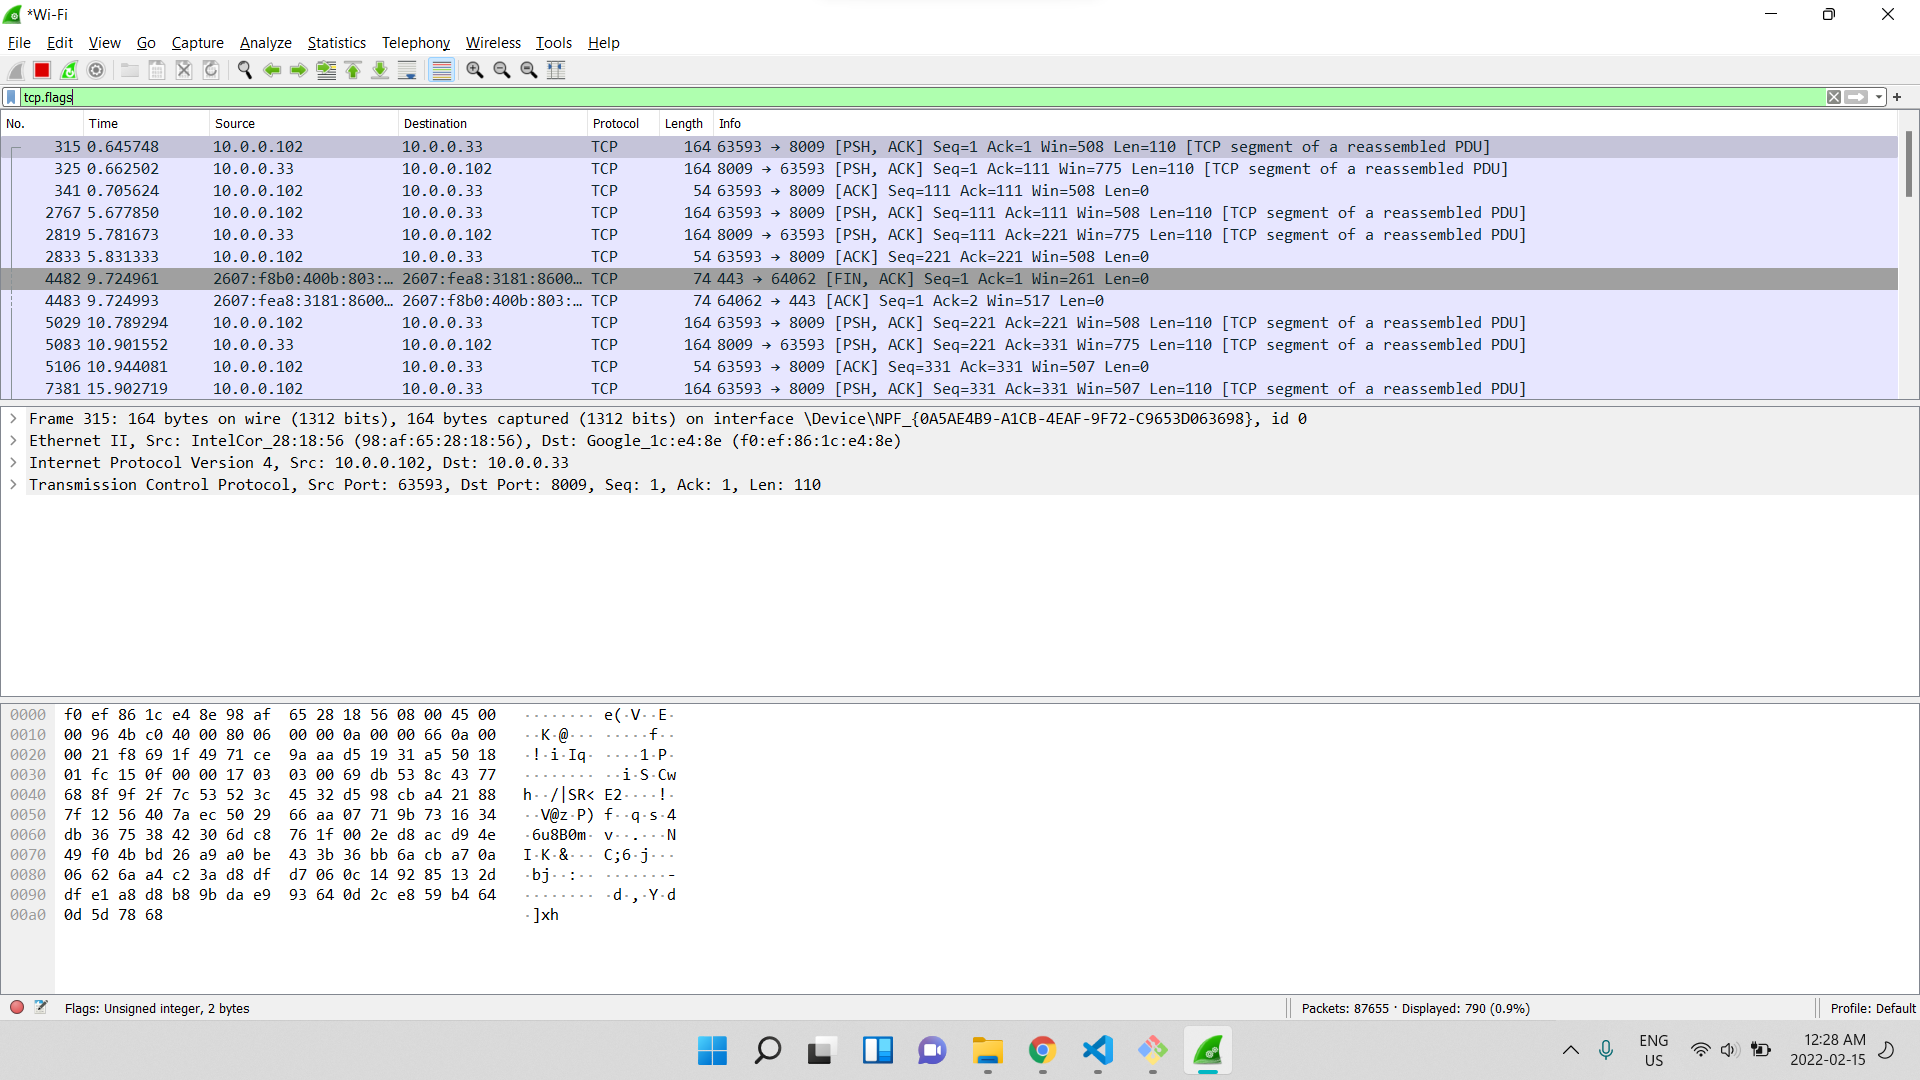 *Wi-Fi
File Edit View Go Capture Analyze Statistics Telephony Wireless Tools Help
tcp.flags
No. Time Source Destination Protocol Length Info
315 0.645748 10.0.0.102 10.0.0.33 TCP 164 63593 → 8009 [PSH, ACK] Seq=1 Ack=1 Win=508 Len=110 [TCP segment of a reassembled PDU]
325 0.662502 10.0.0.33 10.0.0.102 TCP 164 8009 → 63593 [PSH, ACK] Seq=1 Ack=111 Win=775 Len=110 [TCP segment of a reassembled PDU]
341 0.705624 10.0.0.102 10.0.0.33 TCP 54 63593 → 8009 [ACK] Seq=111 Ack=111 Win=508 Len=0
2767 5.677850 10.0.0.102 10.0.0.33 TCP 164 63593 → 8009 [PSH, ACK] Seq=111 Ack=111 Win=508 Len=110 [TCP segment of a reassembled PDU]
2819 5.781673 10.0.0.33 10.0.0.102 TCP 164 8009 → 63593 [PSH, ACK] Seq=111 Ack=221 Win=775 Len=110 [TCP segment of a reassembled PDU]
2833 5.831333 10.0.0.102 10.0.0.33 TCP 54 63593 → 8009 [ACK] Seq=221 Ack=221 Win=508 Len=0
4482 9.724961 2607:f8b0:400b:803:… 2607:fea8:3181:8600… TCP 74 443 → 64062 [FIN, ACK] Seq=1 Ack=1 Win=261 Len=0
4483 9.724993 2607:fea8:3181:8600… 2607:f8b0:400b:803:… TCP 74 64062 → 443 [ACK] Seq=1 Ack=2 Win=517 Len=0
5029 10.789294 10.0.0.102 10.0.0.33 TCP 164 63593 → 8009 [PSH, ACK] Seq=221 Ack=221 Win=508 Len=110 [TCP segment of a reassembled PDU]
5083 10.901552 10.0.0.33 10.0.0.102 TCP 164 8009 → 63593 [PSH, ACK] Seq=221 Ack=331 Win=775 Len=110 [TCP segment of a reassembled PDU]
5106 10.944081 10.0.0.102 10.0.0.33 TCP 54 63593 → 8009 [ACK] Seq=331 Ack=331 Win=507 Len=0
7381 15.902719 10.0.0.102 10.0.0.33 TCP 164 63593 → 8009 [PSH, ACK] Seq=331 Ack=331 Win=507 Len=110 [TCP segment of a reassembled PDU]
Frame 315: 164 bytes on wire (1312 bits), 164 bytes captured (1312 bits) on interface \Device\NPF_{0A5AE4B9-A1CB-4EAF-9F72-C9653D063698}, id 0
Ethernet II, Src: IntelCor_28:18:56 (98:af:65:28:18:56), Dst: Google_1c:e4:8e (f0:ef:86:1c:e4:8e)
Internet Protocol Version 4, Src: 10.0.0.102, Dst: 10.0.0.33
Transmission Control Protocol, Src Port: 63593, Dst Port: 8009, Seq: 1, Ack: 1, Len: 110
0000 f0 ef 86 1c e4 8e 98 af 65 28 18 56 08 00 45 00 ········ e(·V··E·
0010 00 96 4b c0 40 00 80 06 00 00 0a 00 00 66 0a 00 ··K·@··· ·····f··
0020 00 21 f8 69 1f 49 71 ce 9a aa d5 19 31 a5 50 18 ·!·i·Iq· ····1·P·
0030 01 fc 15 0f 00 00 17 03 03 00 69 db 53 8c 43 77 ········ ··i·S·Cw
0040 68 8f 9f 2f 7c 53 52 3c 45 32 d5 98 cb a4 21 88 h··/|SR< E2····!·
0050 7f 12 56 40 7a ec 50 29 66 aa 07 71 9b 73 16 34 ··V@z·P) f··q·s·4
0060 db 36 75 38 42 30 6d c8 76 1f 00 2e d8 ac d9 4e ·6u8B0m· v··.···N
0070 49 f0 4b bd 26 a9 a0 be 43 3b 36 bb 6a cb a7 0a I·K·&··· C;6·j···
0080 06 62 6a a4 c2 3a d8 df d7 06 0c 14 92 85 13 2d ·bj··:·· ·······-
0090 df e1 a8 d8 b8 9b da e9 93 64 0d 2c e8 59 b4 64 ········ ·d·,·Y·d
00a0 0d 5d 78 68 ·]xh
Flags: Unsigned integer, 2 bytes
Packets: 87655 · Displayed: 790 (0.9%)
Profile: Default
ENG
US
12:28 AM
2022-02-15